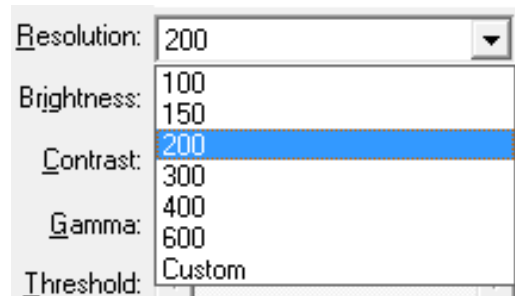 Resolution: 200
100
Brightness:
150
200
Contrast:
300
400
Gamma:
600
Custom
Threshold: